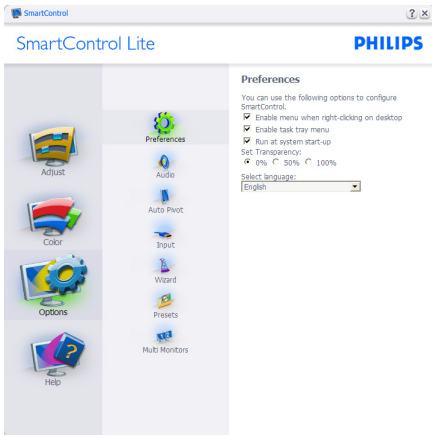 SmartControl
? ×
SmartControl Lite
PHILIPS
Adjust
Color
Options
Help
Preferences
Audio
Auto Pivot
Input
Wizard
Presets
Multi Monitors
Preferences
You can use the following options to configure
SmartControl.
Enable menu when right-clicking on desktop
Enable task tray menu
Run at system start-up
Set Transparency:
0% 50% 100%
Select language:
English